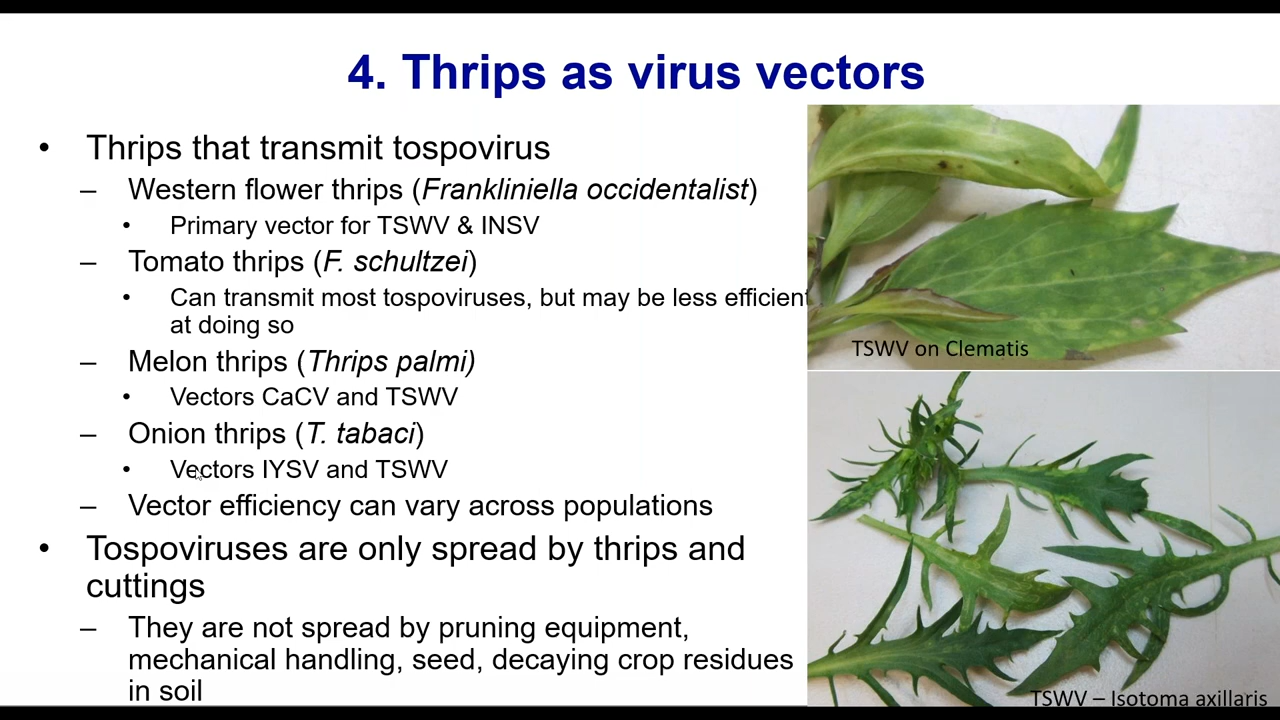 4. Thrips as virus vectors
• Thrips that transmit tospovirus
– Western flower thrips (Frankliniella occidentalist)
• Primary vector for TSWV & INSV
– Tomato thrips (F. schultzei)
• Can transmit most tospoviruses, but may be less efficient
at doing so
– Melon thrips (Thrips palmi)
• Vectors CaCV and TSWV
– Onion thrips (T. tabaci)
• Vectors IYSV and TSWV
– Vector efficiency can vary across populations
• Tospoviruses are only spread by thrips and
cuttings
– They are not spread by pruning equipment,
mechanical handling, seed, decaying crop residues
in soil
TSWV on Clematis
TSWV – Isotoma axillaris